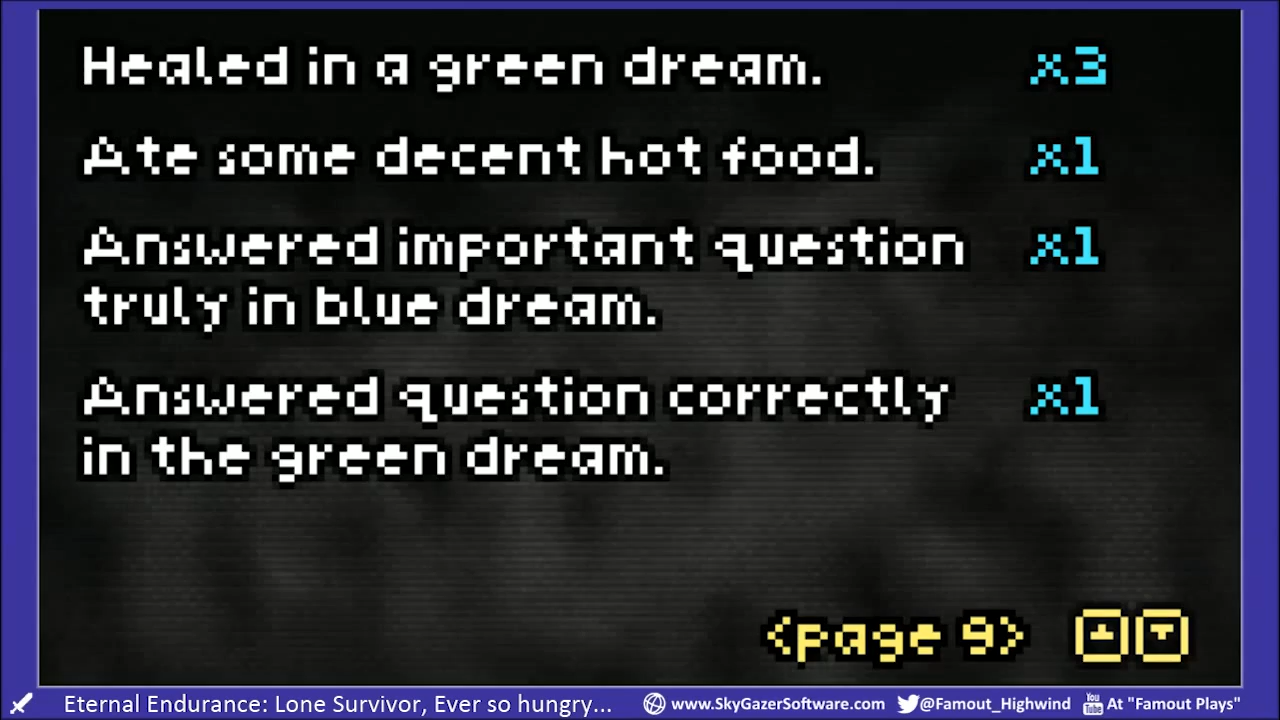 Healed in a green dream. x3
Ate some decent hot food. x1
Answered important question x1
truly in blue dream.
Answered question correctly x1
in the green dream.
<page 9>
Eternal Endurance: Lone Survivor, Ever so hungry... www.SkyGazerSoftware.com @Famout_Highwind You Tube At "Famout Plays"